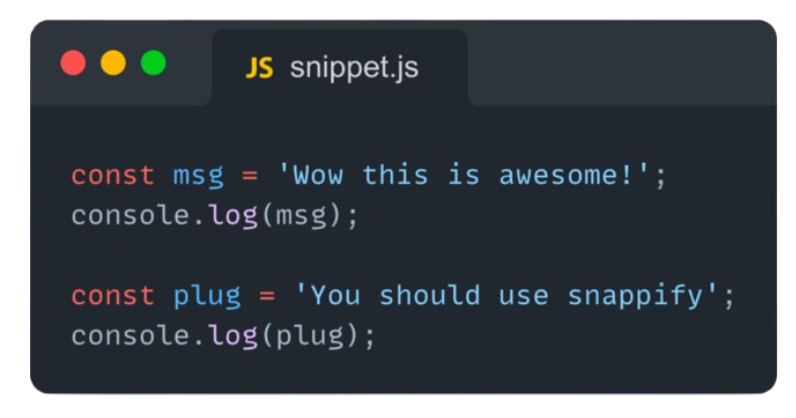 JS snippet.js
const msg = 'Wow this is awesome!';
console.log(msg);
const plug = 'You should use snappify';
console.log(plug);